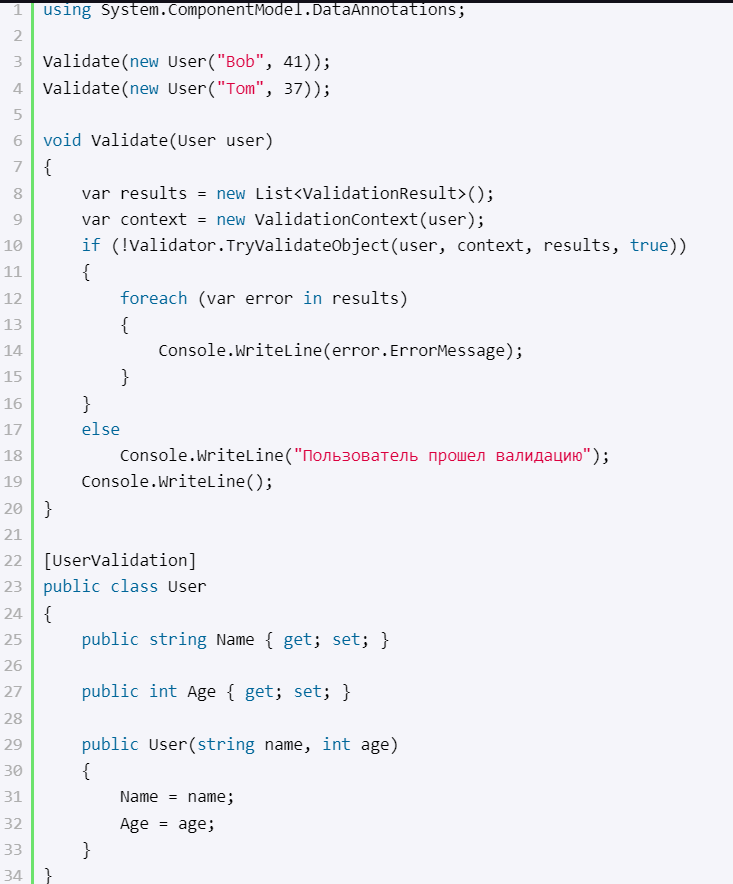 1 using System.ComponentModel.DataAnnotations;
2
3 Validate(new User("Bob", 41));
4 Validate(new User("Tom", 37));
5
6 void Validate(User user)
7 {
8     var results = new List<ValidationResult>();
9     var context = new ValidationContext(user);
10     if (!Validator.TryValidateObject(user, context, results, true))
11     {
12         foreach (var error in results)
13         {
14             Console.WriteLine(error.ErrorMessage);
15         }
16     }
17     else
18         Console.WriteLine("Пользователь прошел валидацию");
19     Console.WriteLine();
20 }
21
22 [UserValidation]
23 public class User
24 {
25     public string Name { get; set; }
26
27     public int Age { get; set; }
28
29     public User(string name, int age)
30     {
31         Name = name;
32         Age = age;
33     }
34 }